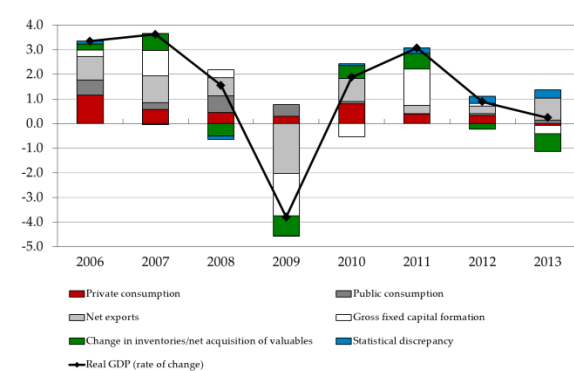 4.0
3.0
2.0
1.0
0.0
-1.0
-2.0
-3.0
-4.0
-5.0
2006 2007 2008 2009 2010 2011 2012 2013
Private consumption Public consumption
Net exports Gross fixed capital formation
Change in inventories/net acquisition of valuables Statistical discrepancy
Real GDP (rate of change)